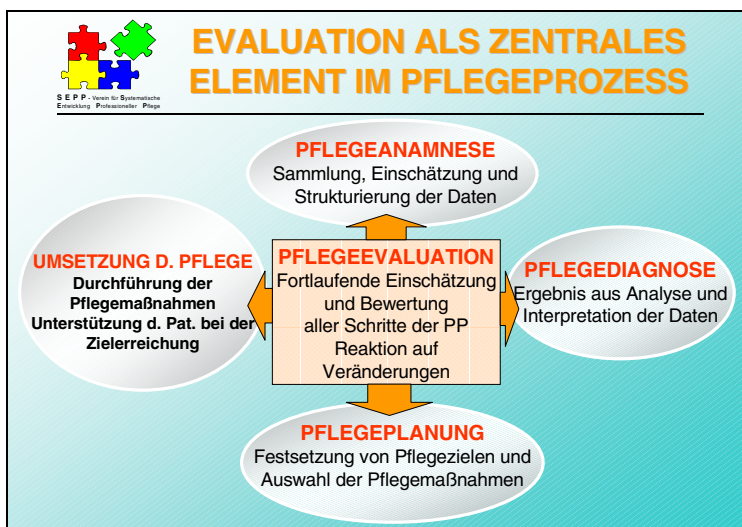 EVALUATION ALS ZENTRALES
ELEMENT IM PFLEGEPROZESS
S E P P - Verein für Systematische
Entwicklung Professioneller Pflege
PFLEGEANAMNESE
Sammlung, Einschätzung und
Strukturierung der Daten
UMSETZUNG D. PFLEGE
Durchführung der
Pflegemaßnahmen
Unterstützung d. Pat. bei der
Zielerreichung
PFLEGEEVALUATION
Fortlaufende Einschätzung
und Bewertung
aller Schritte der PP
Reaktion auf
Veränderungen
PFLEGEDIAGNOSE
Ergebnis aus Analyse und
Interpretation der Daten
PFLEGEPLANUNG
Festsetzung von Pflegezielen und
Auswahl der Pflegemaßnahmen